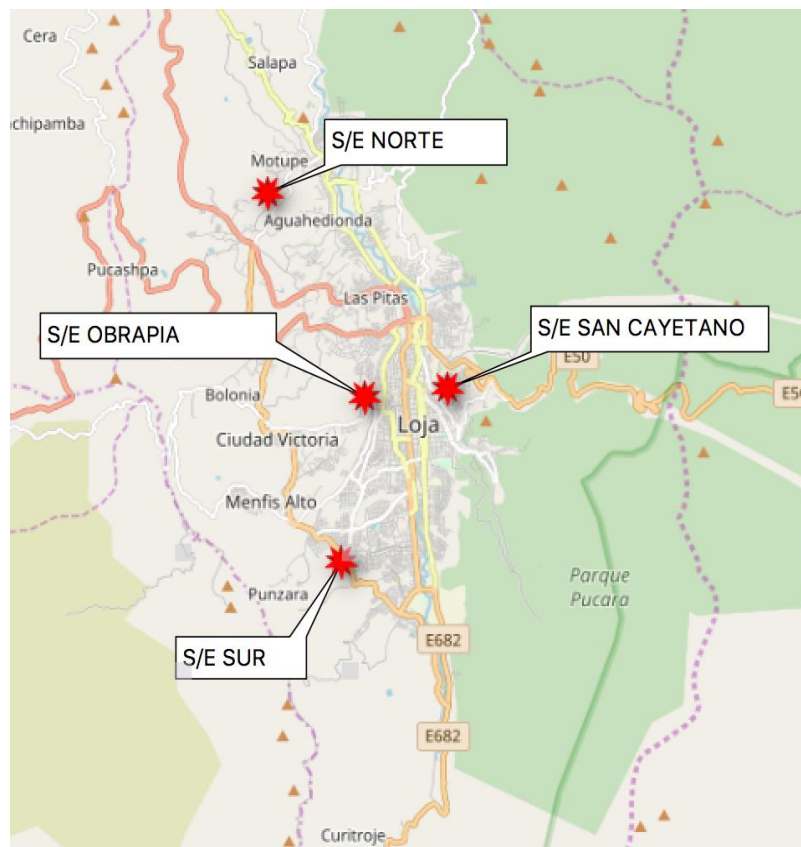 Cera
Salapa
chipamba
S/E NORTE
Motupe
Aguahedionda
Pucashpa
Las Pitas
S/E OBRAPIA
S/E SAN CAYETANO
E50
Bolonia
Loja
Ciudad Victoria
Menfis Alto
Parque
Pucara
Punzara
E682
S/E SUR
E682
Curitroje